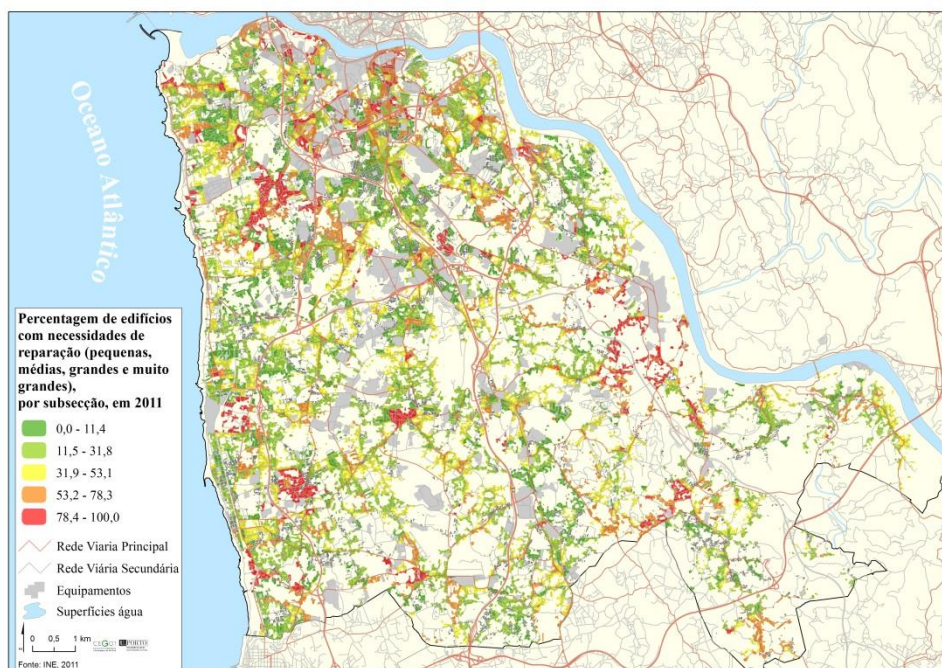 Oceano Atlântico
Percentagem de edifícios
com necessidades de
reparação (pequenas,
médias, grandes e muito
grandes),
por subsecção, em 2011
0,0 - 11,4
11,5 - 31,8
31,9 - 53,1
53,2 - 78,3
78,4 - 100,0
Rede Viaria Principal
Rede Viária Secundária
Equipamentos
Superfícies água
0 0,5 1 km
CEGOT U.PORTO
Fonte: INE, 2011